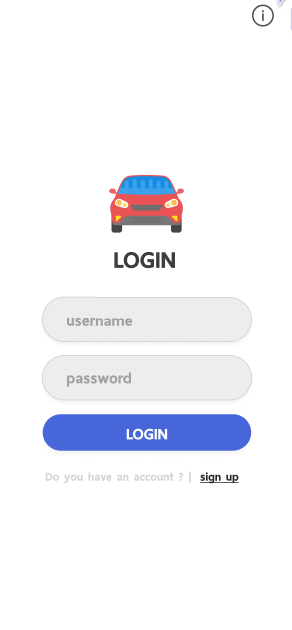 LOGIN
username
password
LOGIN
Do you have an account ? | sign up